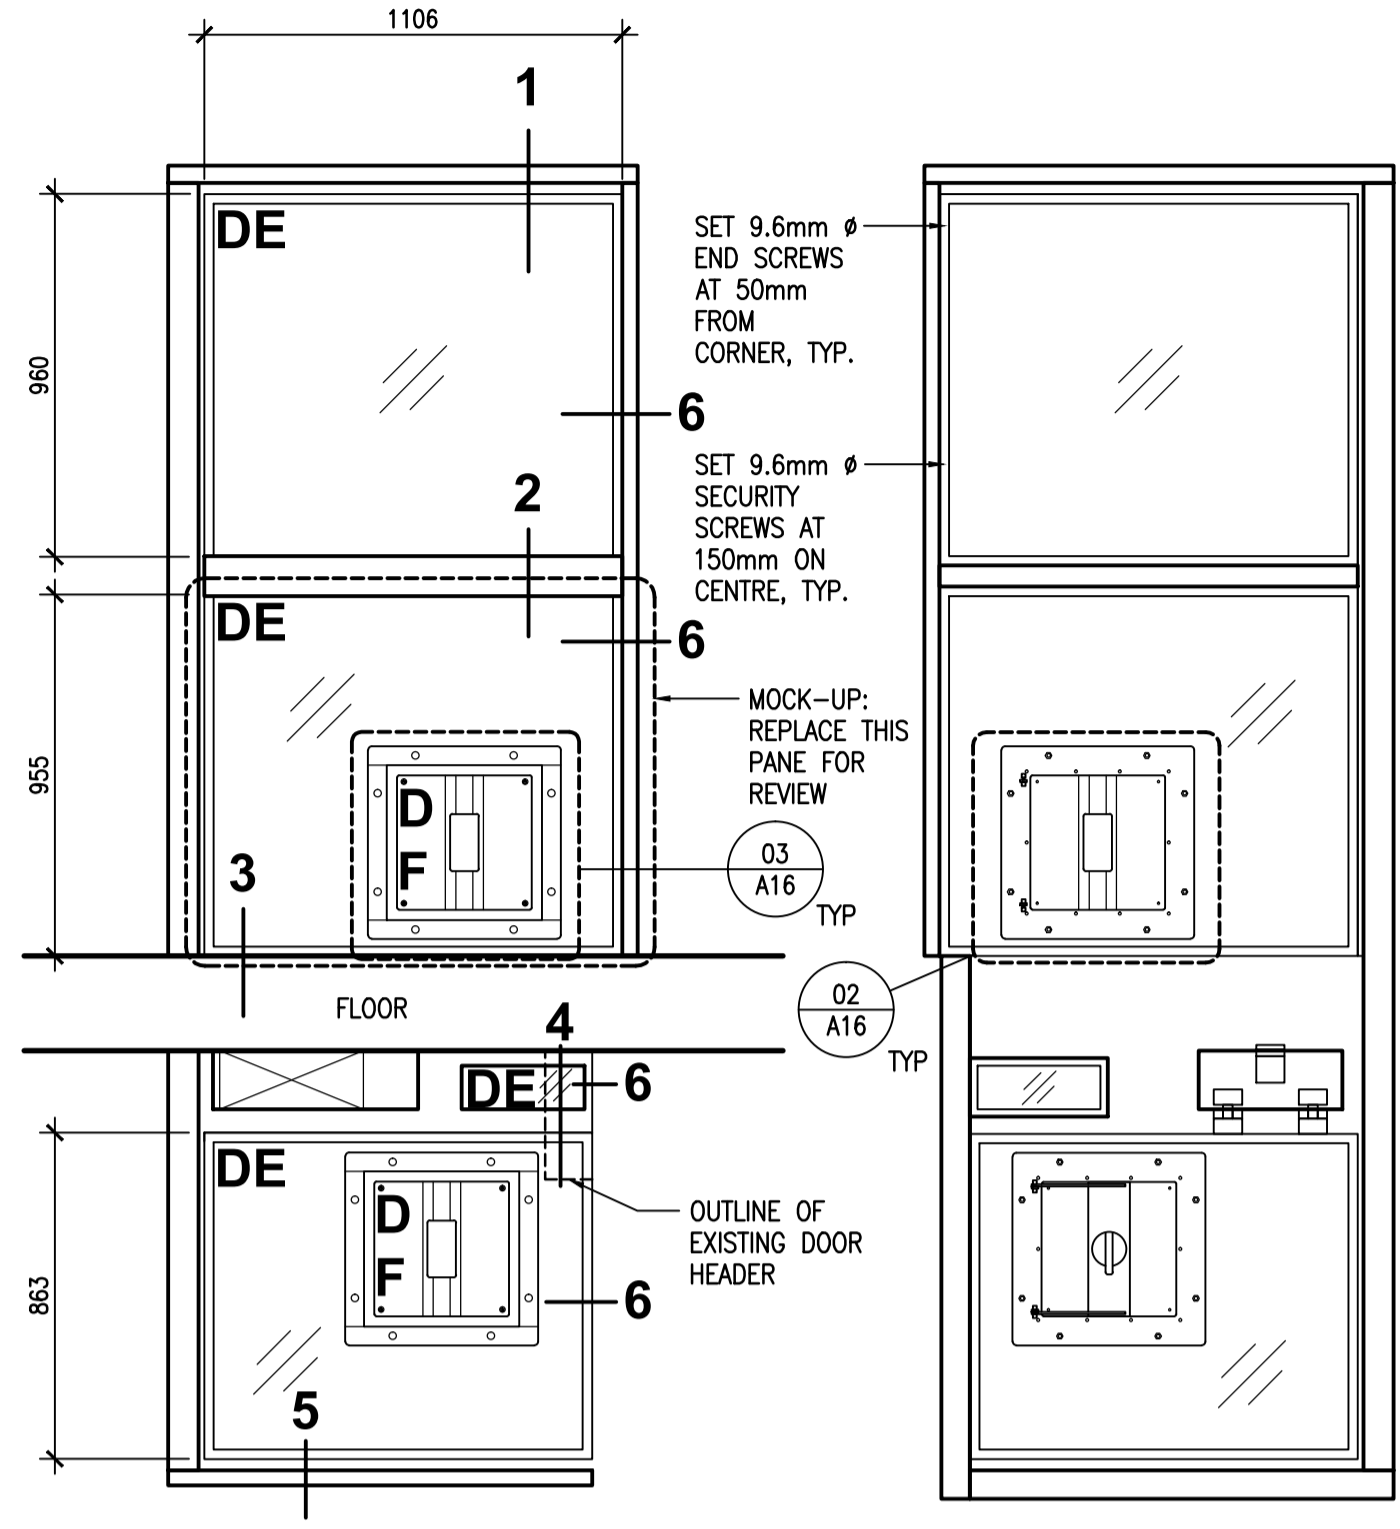 1106
1
DE
SET 9.6mm ø
END SCREWS
AT 50mm
FROM
CORNER, TYP.
960
6
SET 9.6mm ø
SECURITY
SCREWS AT
150mm ON
CENTRE, TYP.
2
DE
6
MOCK-UP:
REPLACE THIS
PANE FOR
REVIEW
955
D
F
3
03
A16
TYP
02
A16
TYP
FLOOR
4
DE
6
DE
D
F
OUTLINE OF
EXISTING DOOR
HEADER
863
6
5